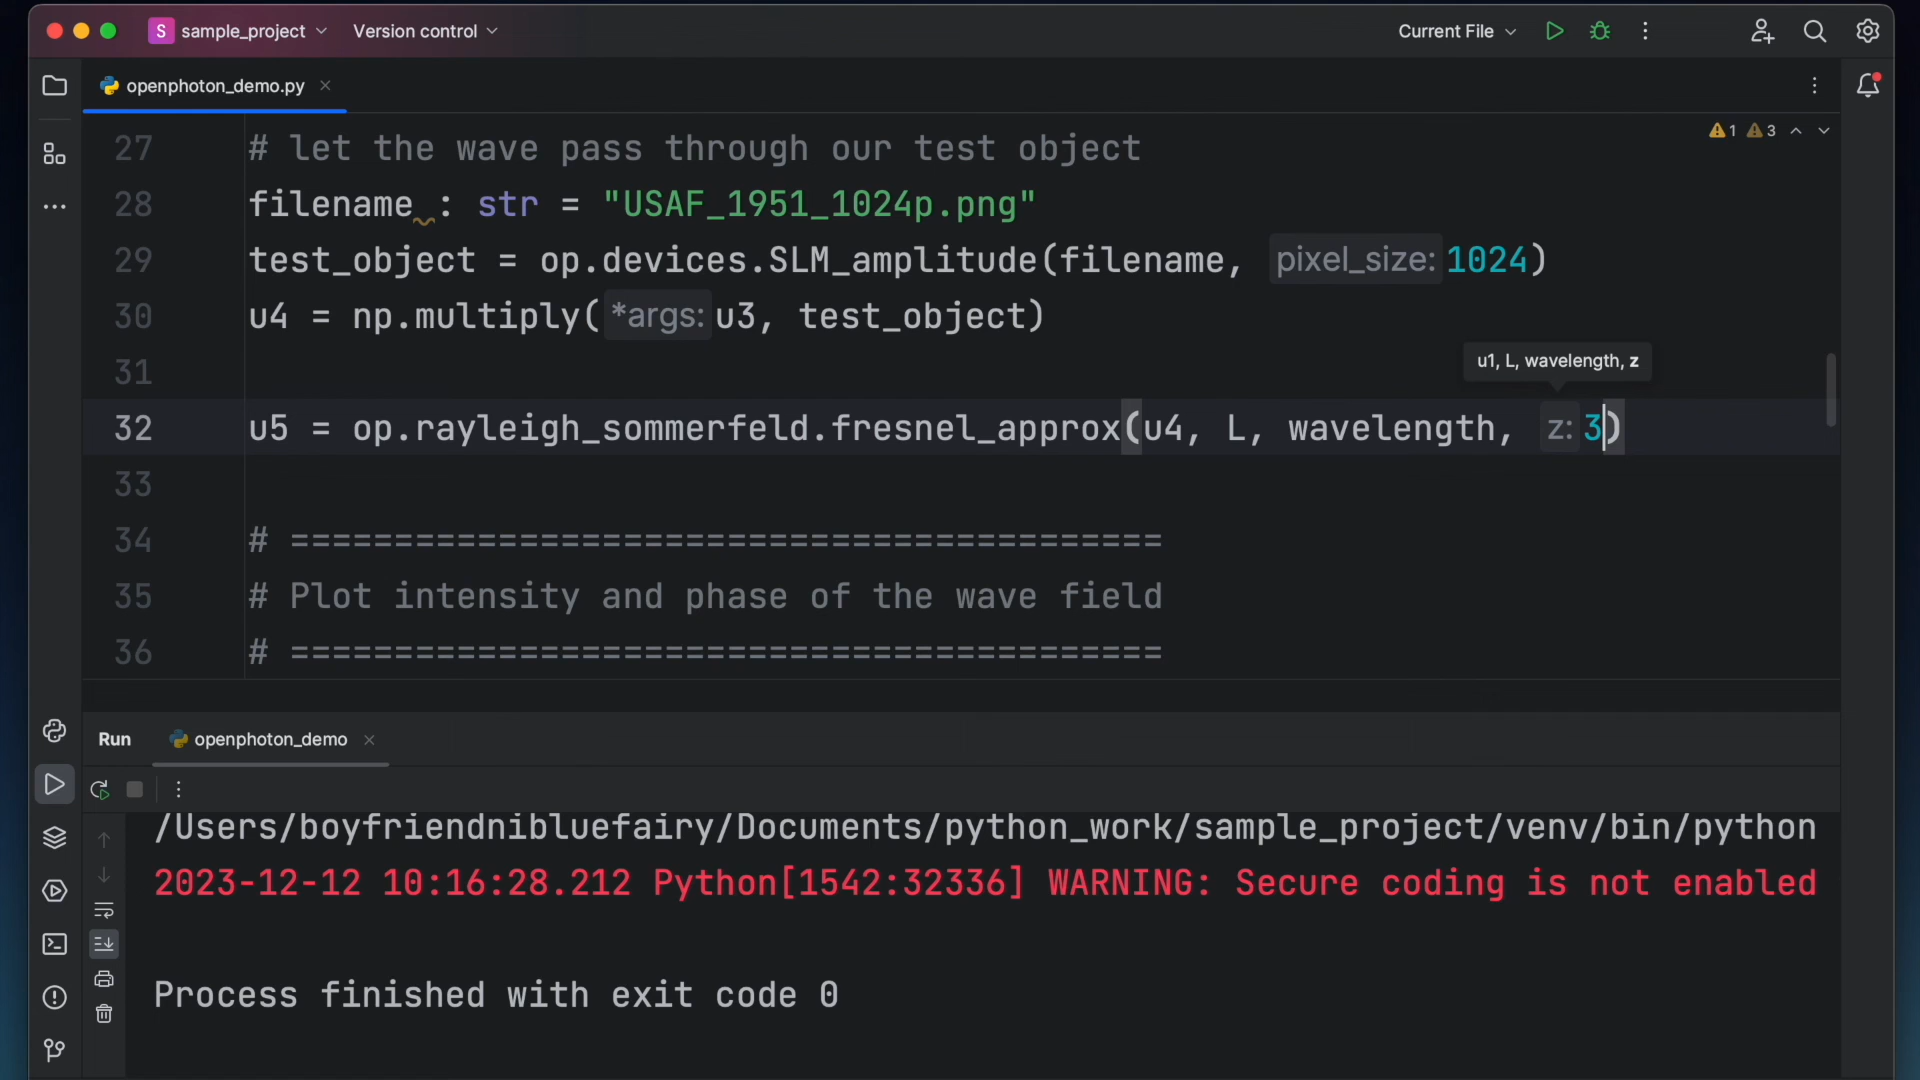 S sample_project Version control Current File
openphoton_demo.py
1 3
27 # let the wave pass through our test object
28 filename : str = "USAF_1951_1024p.png"
29 test_object = op.devices.SLM_amplitude(filename, pixel_size: 1024)
30 u4 = np.multiply( *args: u3, test_object)
31
u1, L, wavelength, z
32 u5 = op.rayleigh_sommerfeld.fresnel_approx(u4, L, wavelength, z: 3)
33
34 # ==========================================
35 # Plot intensity and phase of the wave field
36 # ==========================================
Run openphoton_demo
/Users/boyfriendnibluefairy/Documents/python_work/sample_project/venv/bin/python
2023-12-12 10:16:28.212 Python[1542:32336] WARNING: Secure coding is not enabled
Process finished with exit code 0